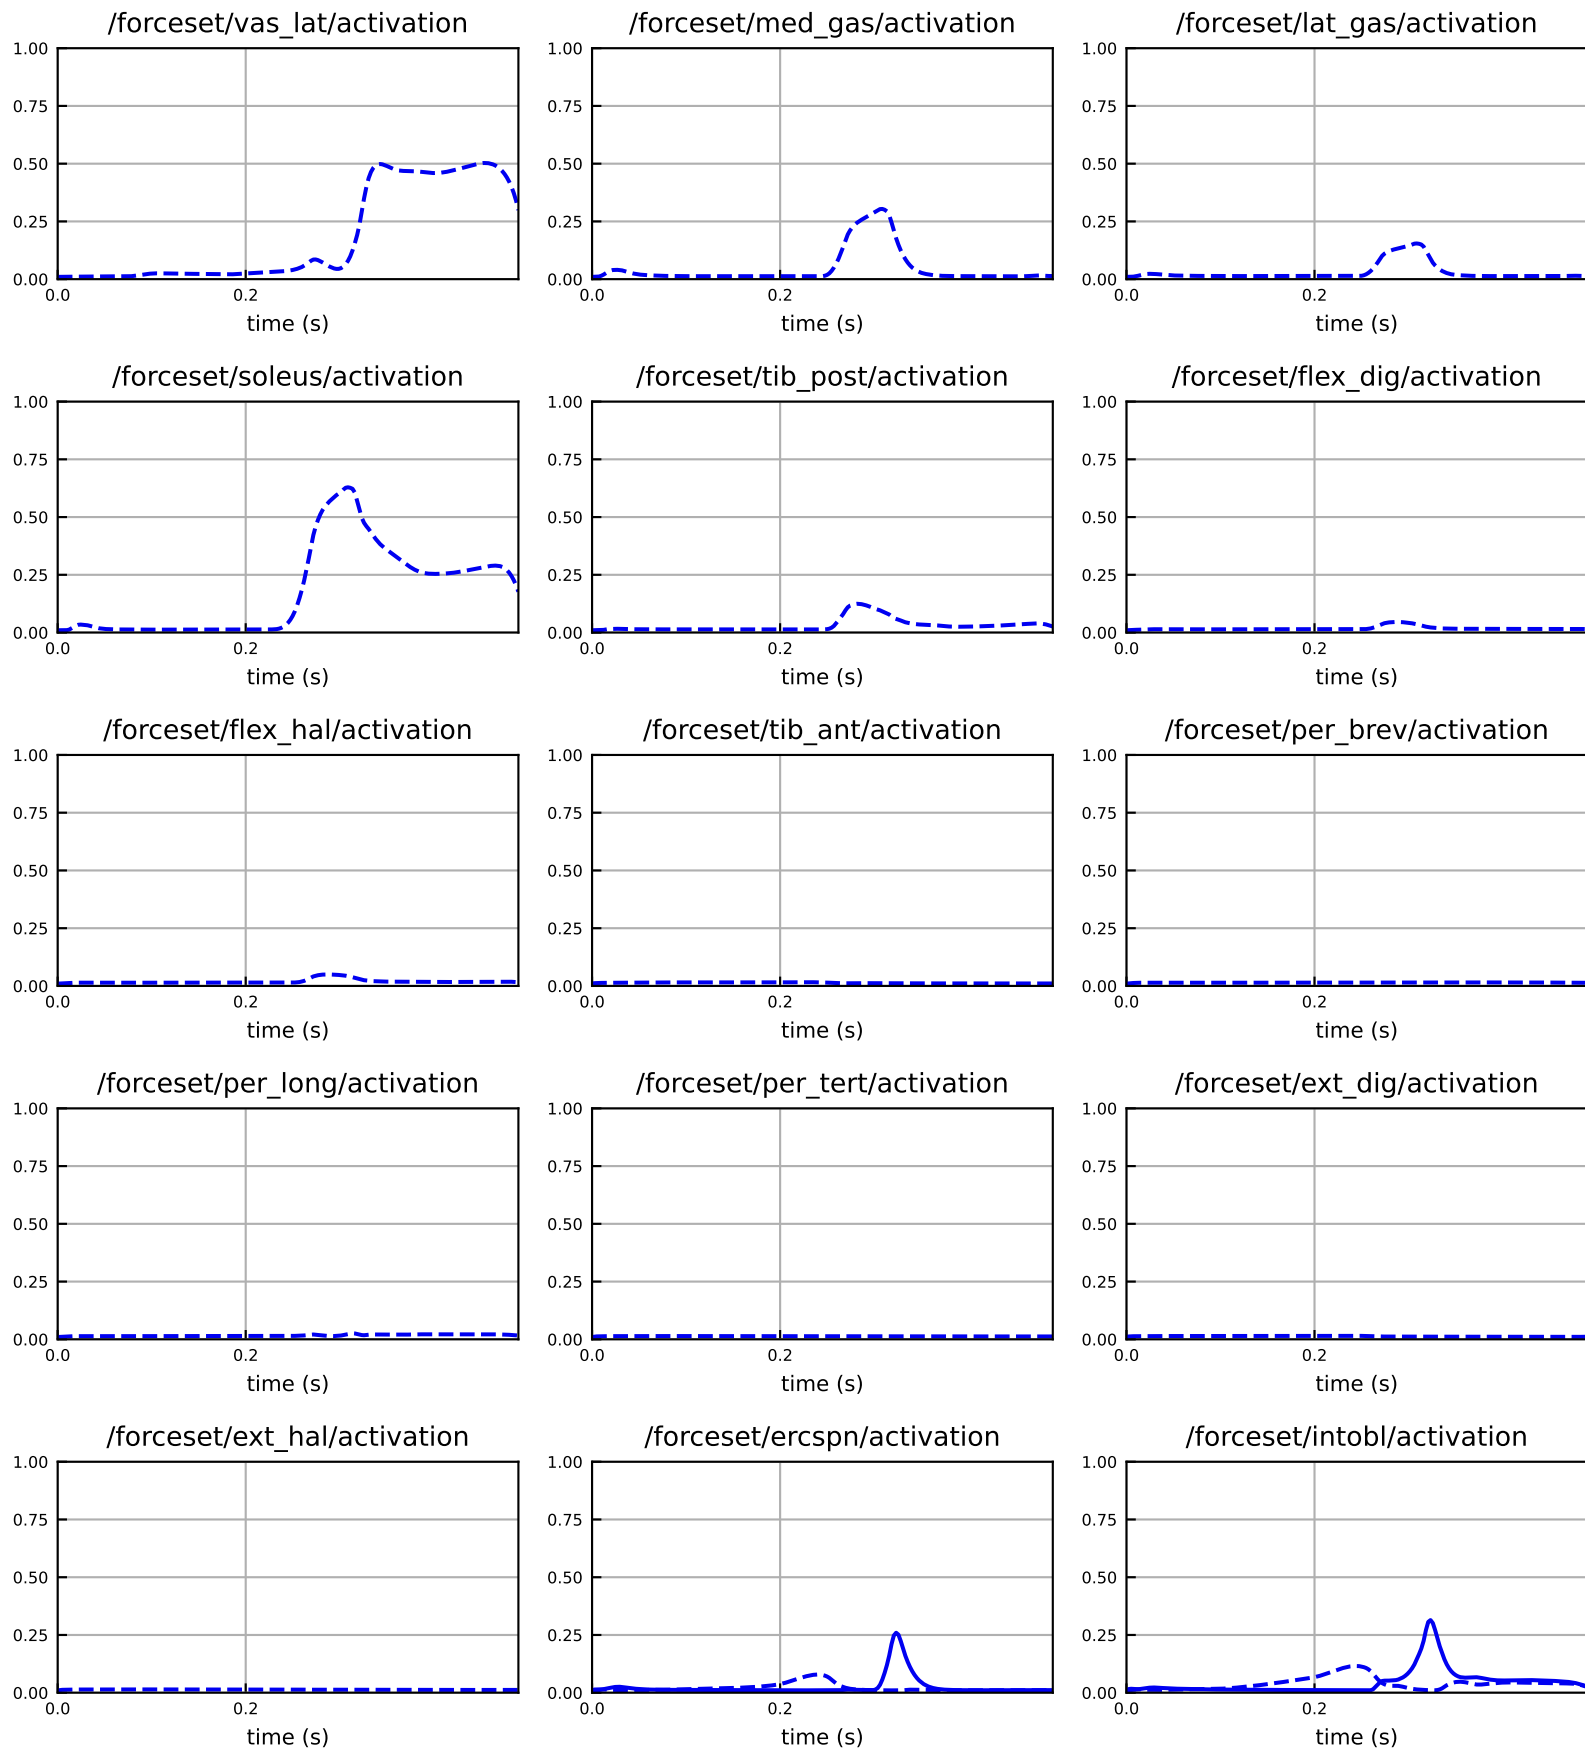 /forceset/vas_lat/activation /forceset/med_gas/activation /forceset/lat_gas/activation
1.00 1.00 1.00
0.75 0.75 0.75
0.50 0.50 0.50
0.25 0.25 0.25
0.00 0.00 0.00
0.0 0.2 0.0 0.2 0.0 0.2
time (s) time (s) time (s)
/forceset/soleus/activation /forceset/tib_post/activation /forceset/flex_dig/activation
1.00 1.00 1.00
0.75 0.75 0.75
0.50 0.50 0.50
0.25 0.25 0.25
0.00 0.00 0.00
0.0 0.2 0.0 0.2 0.0 0.2
time (s) time (s) time (s)
/forceset/flex_hal/activation /forceset/tib_ant/activation /forceset/per_brev/activation
1.00 1.00 1.00
0.75 0.75 0.75
0.50 0.50 0.50
0.25 0.25 0.25
0.00 0.00 0.00
0.0 0.2 0.0 0.2 0.0 0.2
time (s) time (s) time (s)
/forceset/per_long/activation /forceset/per_tert/activation /forceset/ext_dig/activation
1.00 1.00 1.00
0.75 0.75 0.75
0.50 0.50 0.50
0.25 0.25 0.25
0.00 0.00 0.00
0.0 0.2 0.0 0.2 0.0 0.2
time (s) time (s) time (s)
/forceset/ext_hal/activation /forceset/ercspn/activation /forceset/intobl/activation
1.00 1.00 1.00
0.75 0.75 0.75
0.50 0.50 0.50
0.25 0.25 0.25
0.00 0.00 0.00
0.0 0.2 0.0 0.2 0.0 0.2
time (s) time (s) time (s)